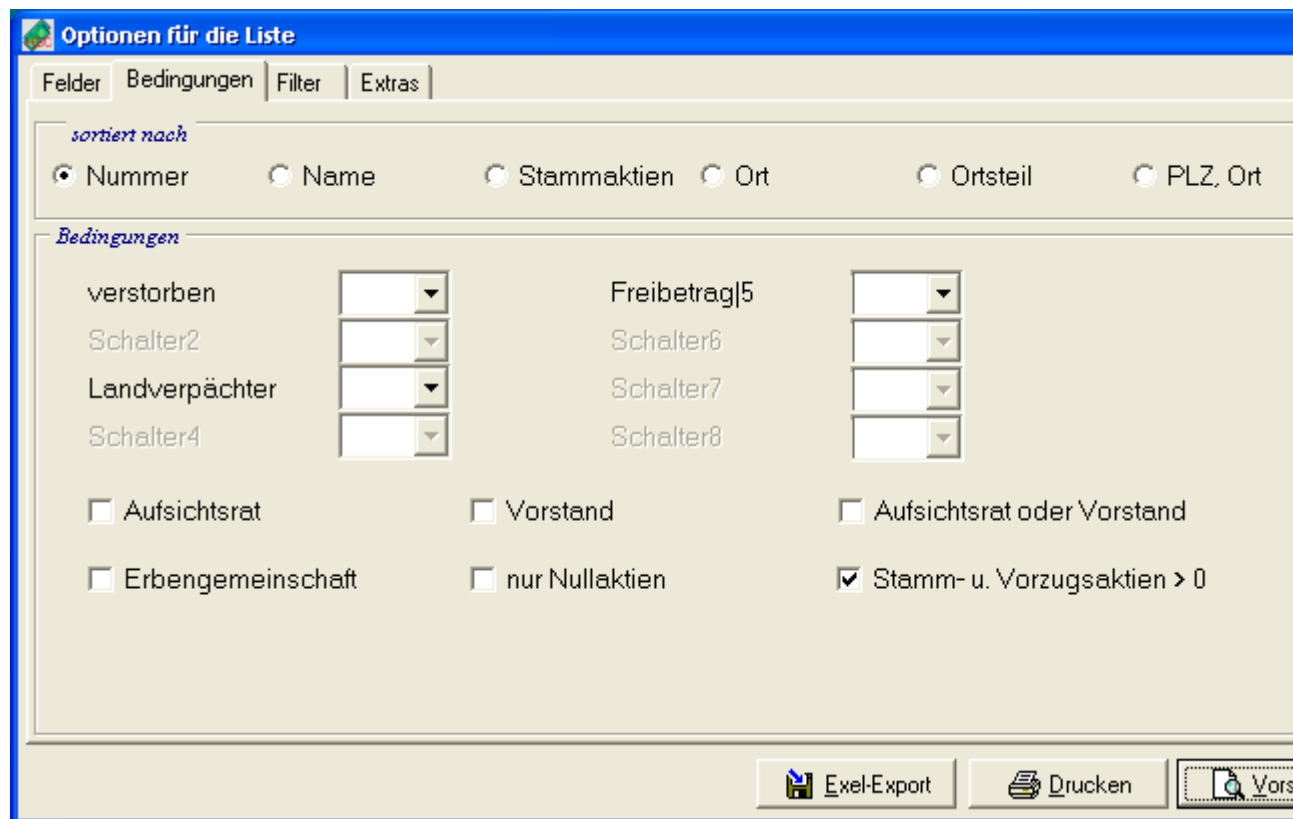 Optionen für die Liste
Felder Bedingungen Filter Extras
sortiert nach
Nummer Name Stammaktien Ort Ortsteil PLZ, Ort
Bedingungen
verstorben Freibetrag|5
Schalter2 Schalter6
Landverpächter Schalter7
Schalter4 Schalter8
Aufsichtsrat Vorstand Aufsichtsrat oder Vorstand
Erbengemeinschaft nur Nullaktien Stamm- u. Vorzugsaktien > 0
Exel-Export Drucken Vors